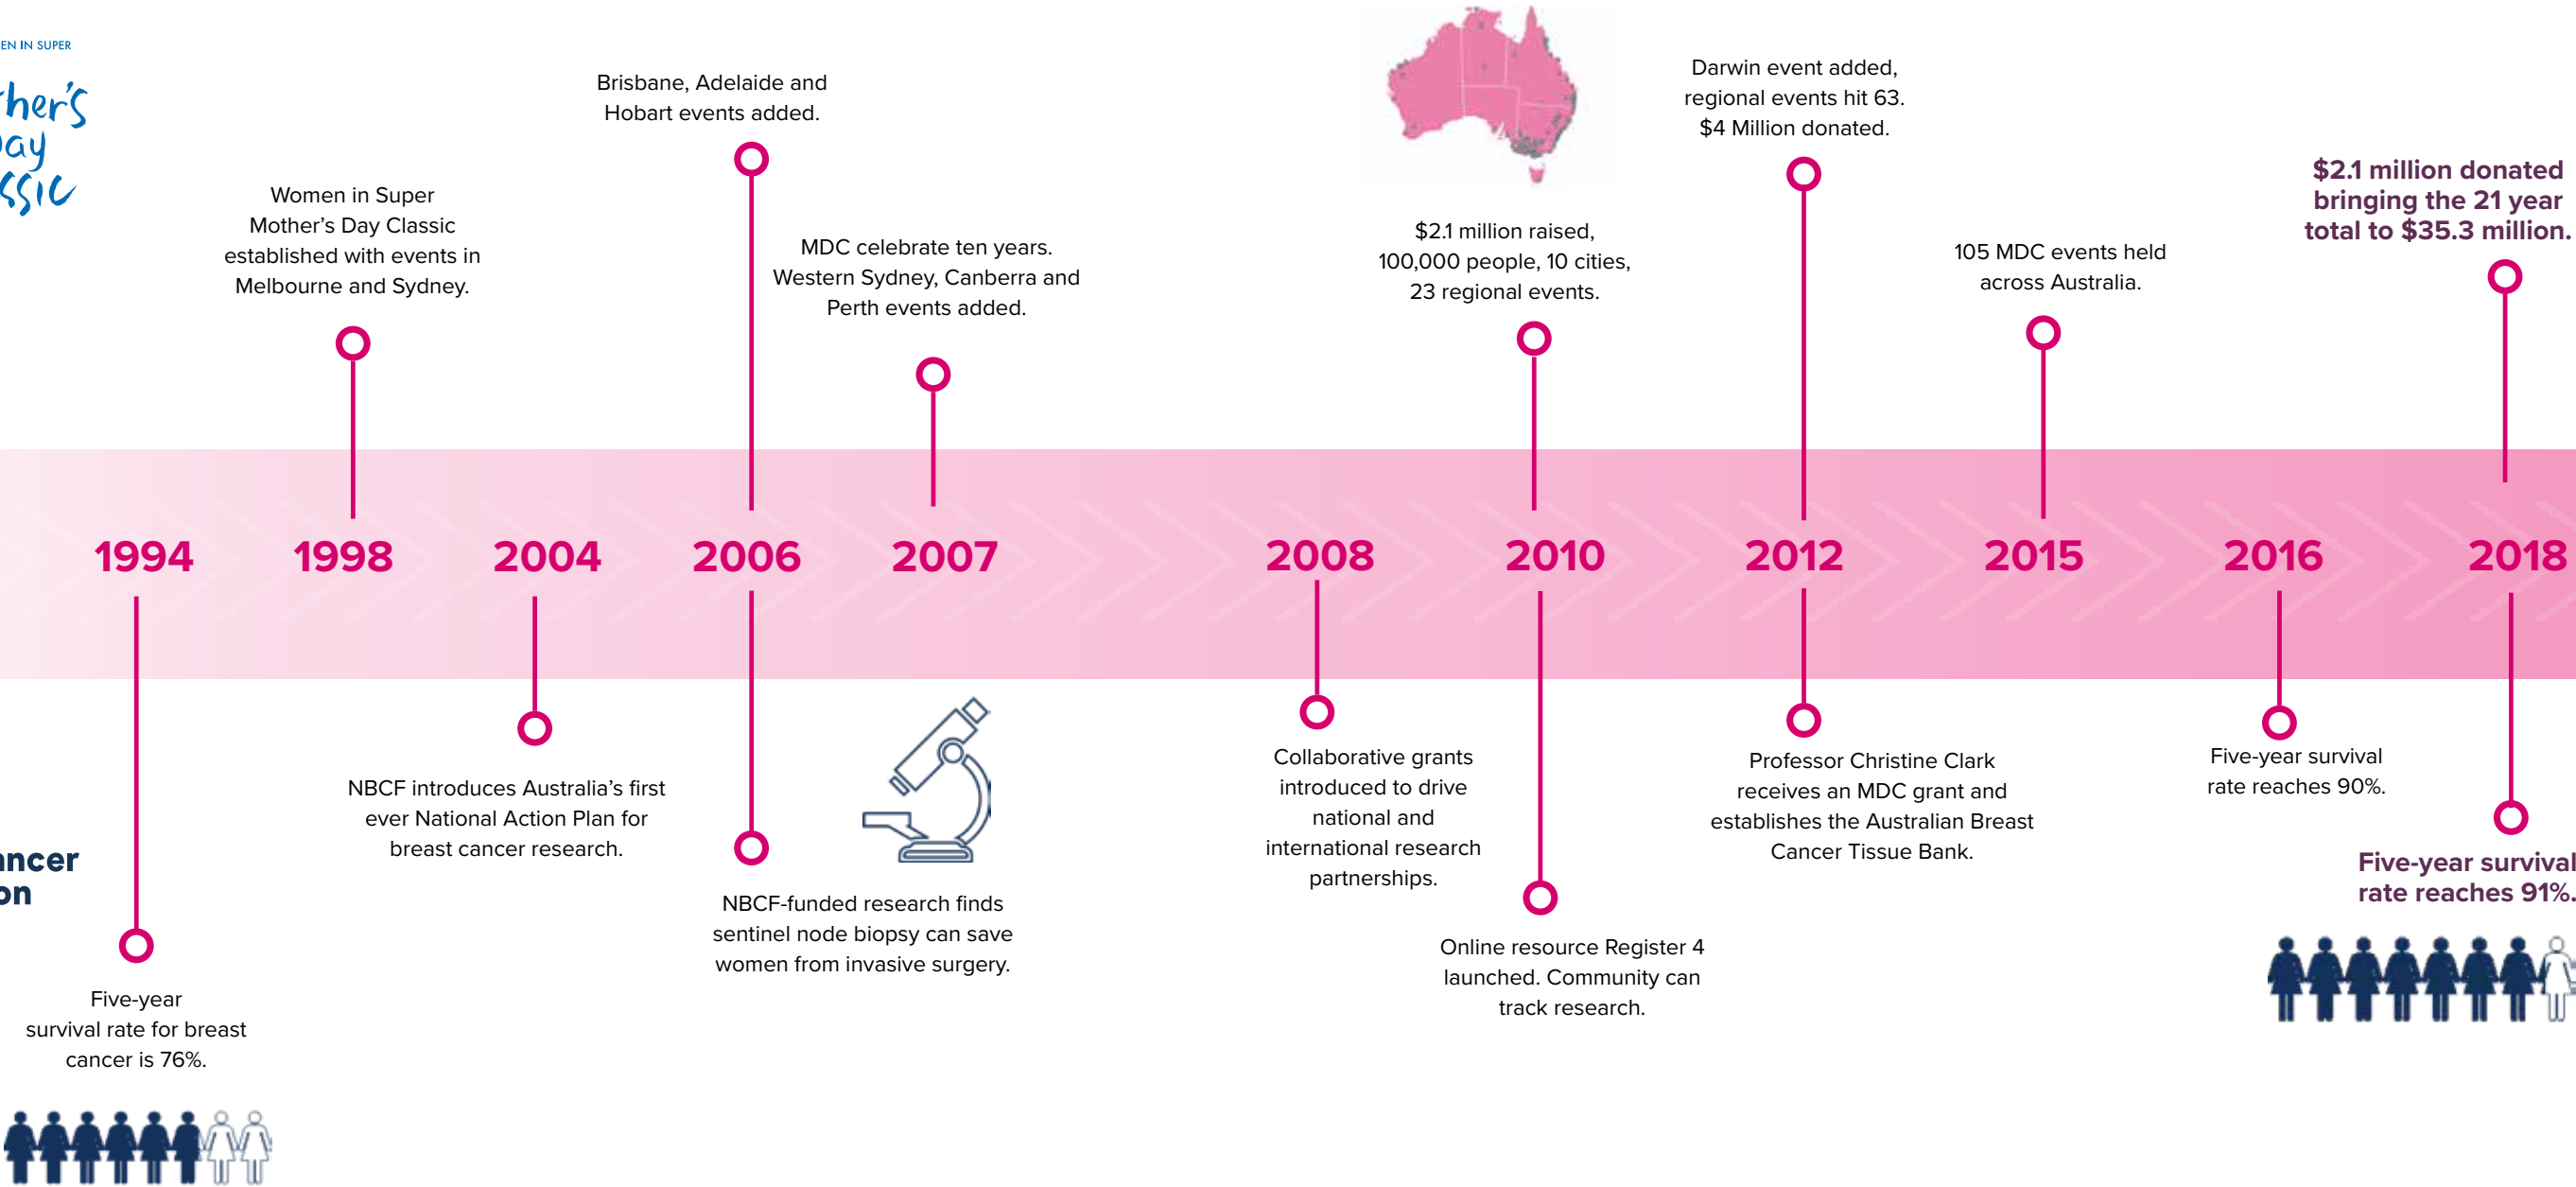 EN IN SUPER
ther's
Day
assic
Women in Super
Mother's Day Classic
established with events in
Melbourne and Sydney.
Brisbane, Adelaide and
Hobart events added.
MDC celebrate ten years.
Western Sydney, Canberra and
Perth events added.
$2.1 million raised,
100,000 people, 10 cities,
23 regional events.
Darwin event added,
regional events hit 63.
$4 Million donated.
105 MDC events held
across Australia.
$2.1 million donated
bringing the 21 year
total to $35.3 million.
1994
1998
2004
2006
2007
2008
2010
2012
2015
2016
2018
ancer
on
Five-year
survival rate for breast
cancer is 76%.
NBCF introduces Australia's first
ever National Action Plan for
breast cancer research.
NBCF-funded research finds
sentinel node biopsy can save
women from invasive surgery.
Collaborative grants
introduced to drive
national and
international research
partnerships.
Online resource Register 4
launched. Community can
track research.
Professor Christine Clark
receives an MDC grant and
establishes the Australian Breast
Cancer Tissue Bank.
Five-year survival
rate reaches 90%.
Five-year survival
rate reaches 91%.